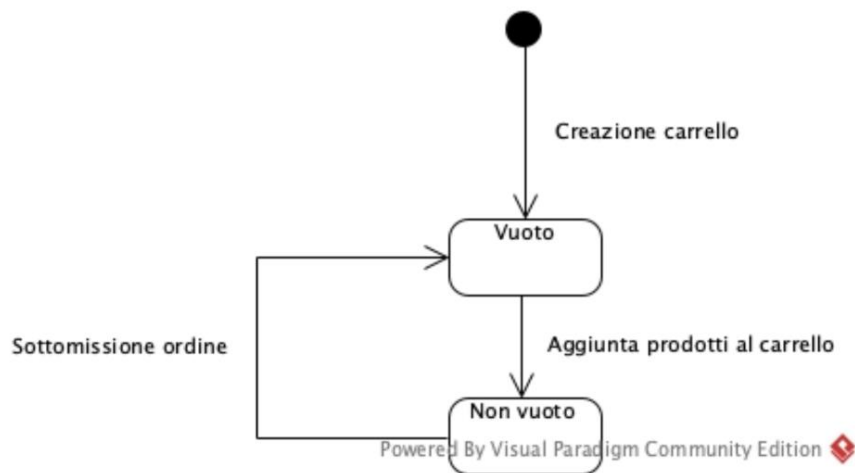 Creazione carrello
Vuoto
Sottomissione ordine
Aggiunta prodotti al carrello
Non vuoto
Powered By Visual Paradigm Community Edition